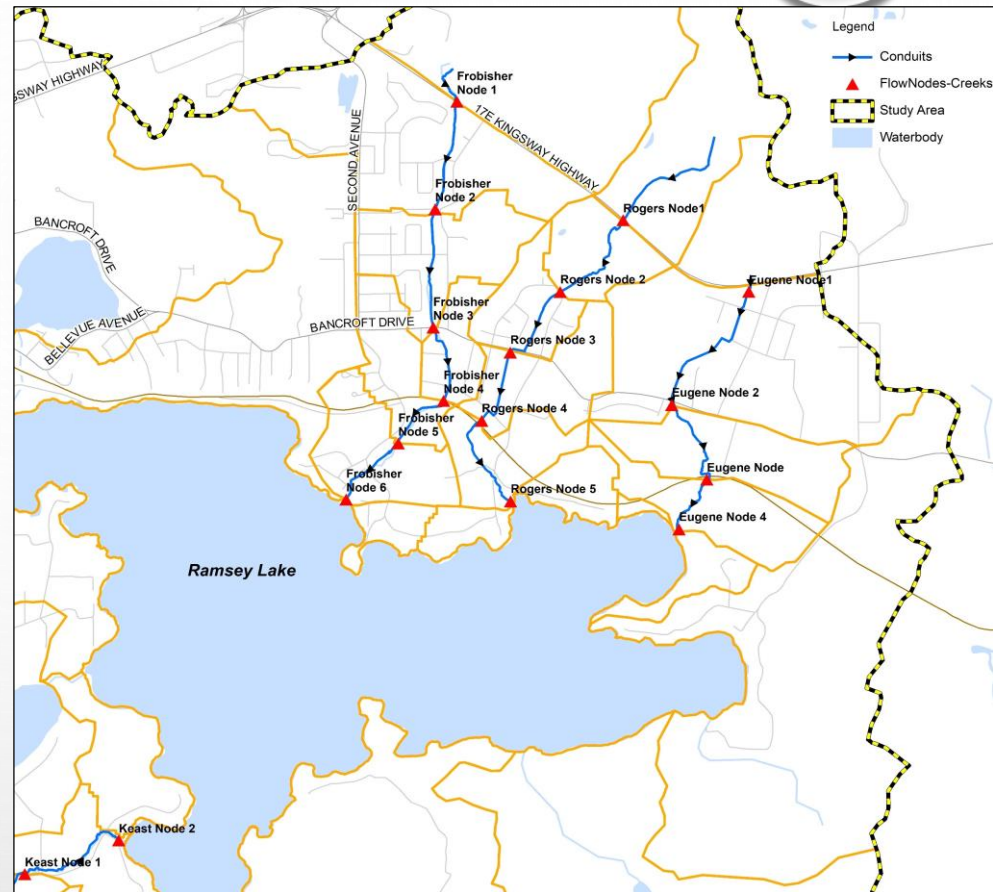 Legend
Conduits
FlowNodes-Creeks
Study Area
Waterbody
GSWAY HIGHWAY
SECOND AVENUE
17E KINGSWAY HIGHWAY
Frobisher
Node 1
Frobisher
Node 2
Rogers Node1
BANCROFT DRIVE
Rogers Node 2
Eugene Node1
Frobisher
Node 3
BANCROFT DRIVE
BELLEVUE AVENUE
Rogers Node 3
Frobisher
Node 4
Eugene Node 2
Rogers Node 4
Frobisher
Node 5
Eugene Node
Frobisher
Node 6
Rogers Node 5
Eugene Node 4
Ramsey Lake
Keast Node 2
Keast Node 1